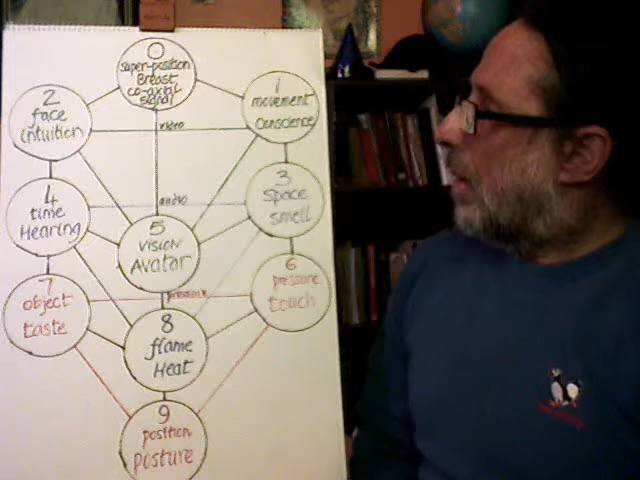 0
super-position
Breast
co-axial
signal
1
movement
conscience
2
face
intuition
video
3
space
smell
4
time
Hearing
audio
5
vision
AVatar
6
pressure
touch
7
object
taste
pressure
8
flame
Heat
9
position
posture